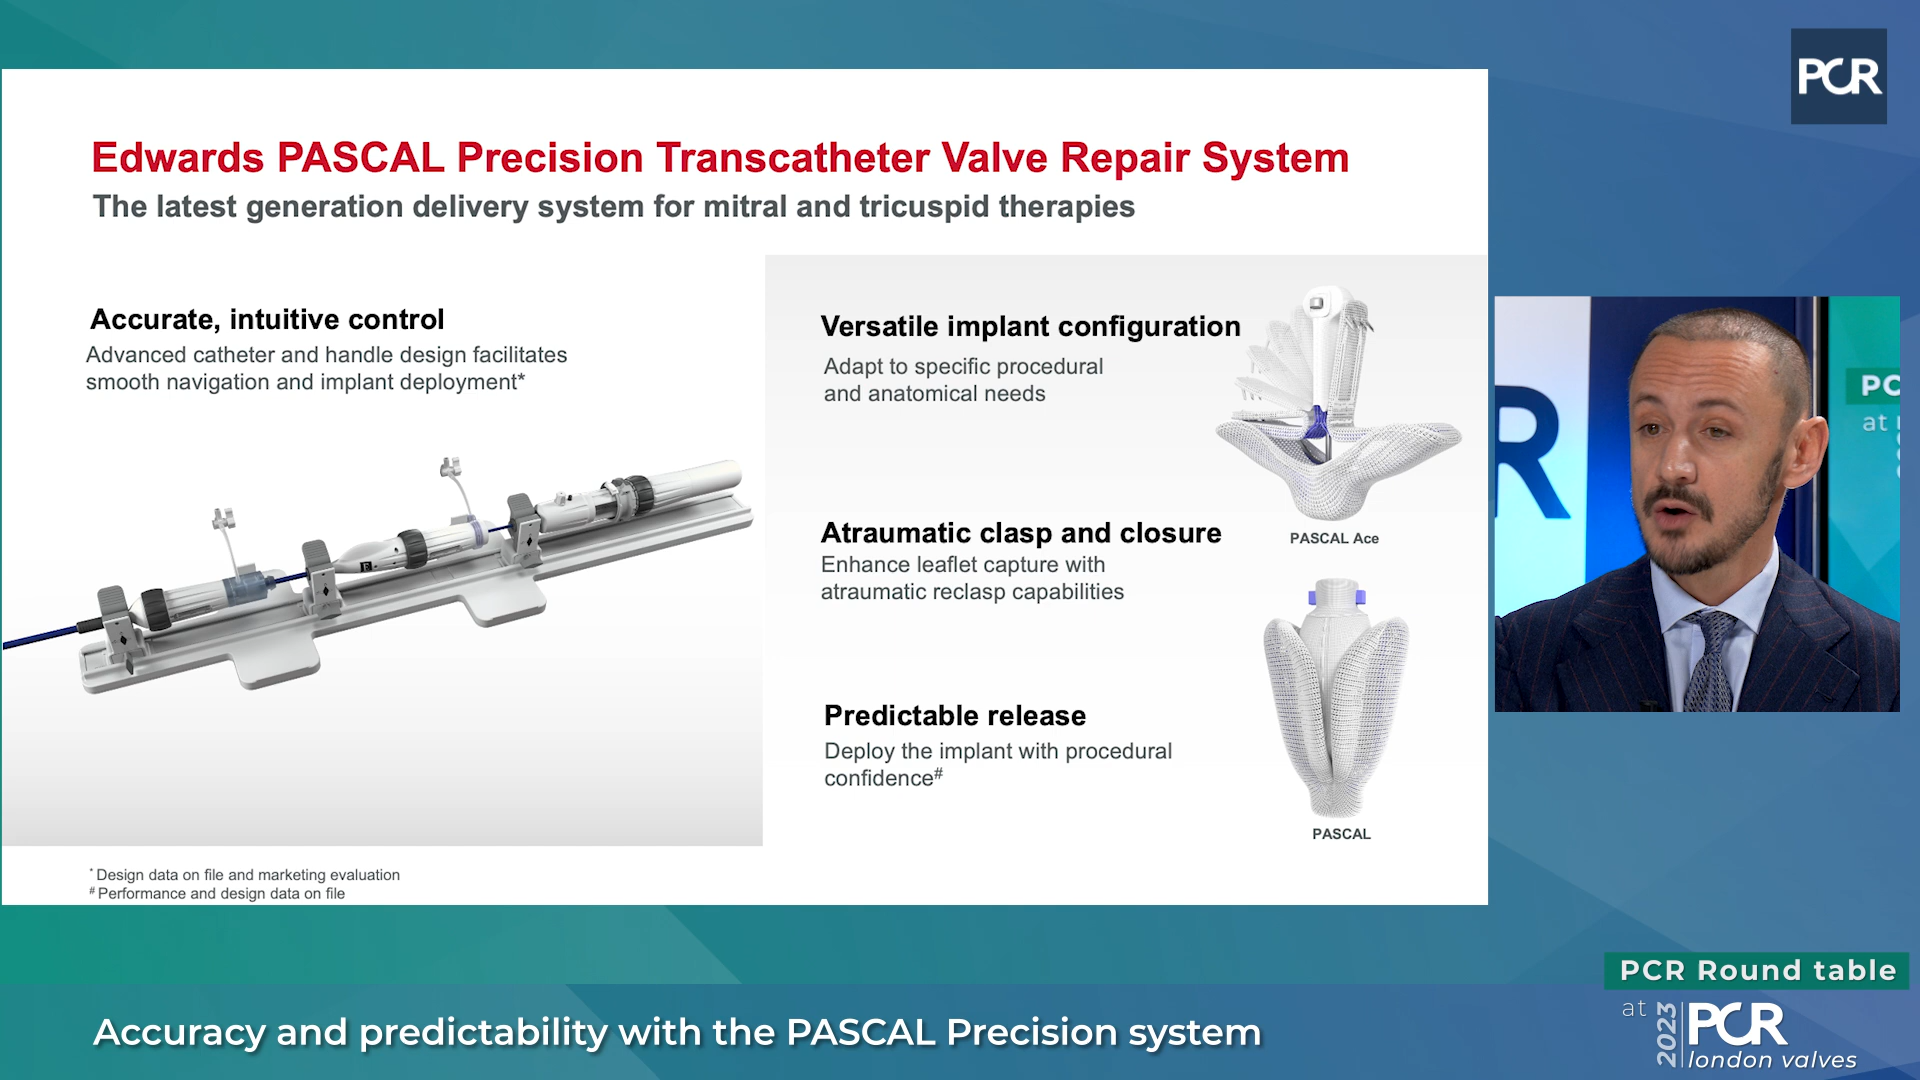 PCR
Edwards PASCAL Precision Transcatheter Valve Repair System
The latest generation delivery system for mitral and tricuspid therapies
Accurate, intuitive control
Advanced catheter and handle design facilitates
smooth navigation and implant deployment*
Versatile implant configuration
Adapt to specific procedural
and anatomical needs
PASCAL Ace
Atraumatic clasp and closure
Enhance leaflet capture with
atraumatic reclasp capabilities
Predictable release
Deploy the implant with procedural
confidence#
PASCAL
* Design data on file and marketing evaluation
# Performance and design data on file
R
PC
at
PCR Round table
at 2023 PCR
london valves
Accuracy and predictability with the PASCAL Precision system